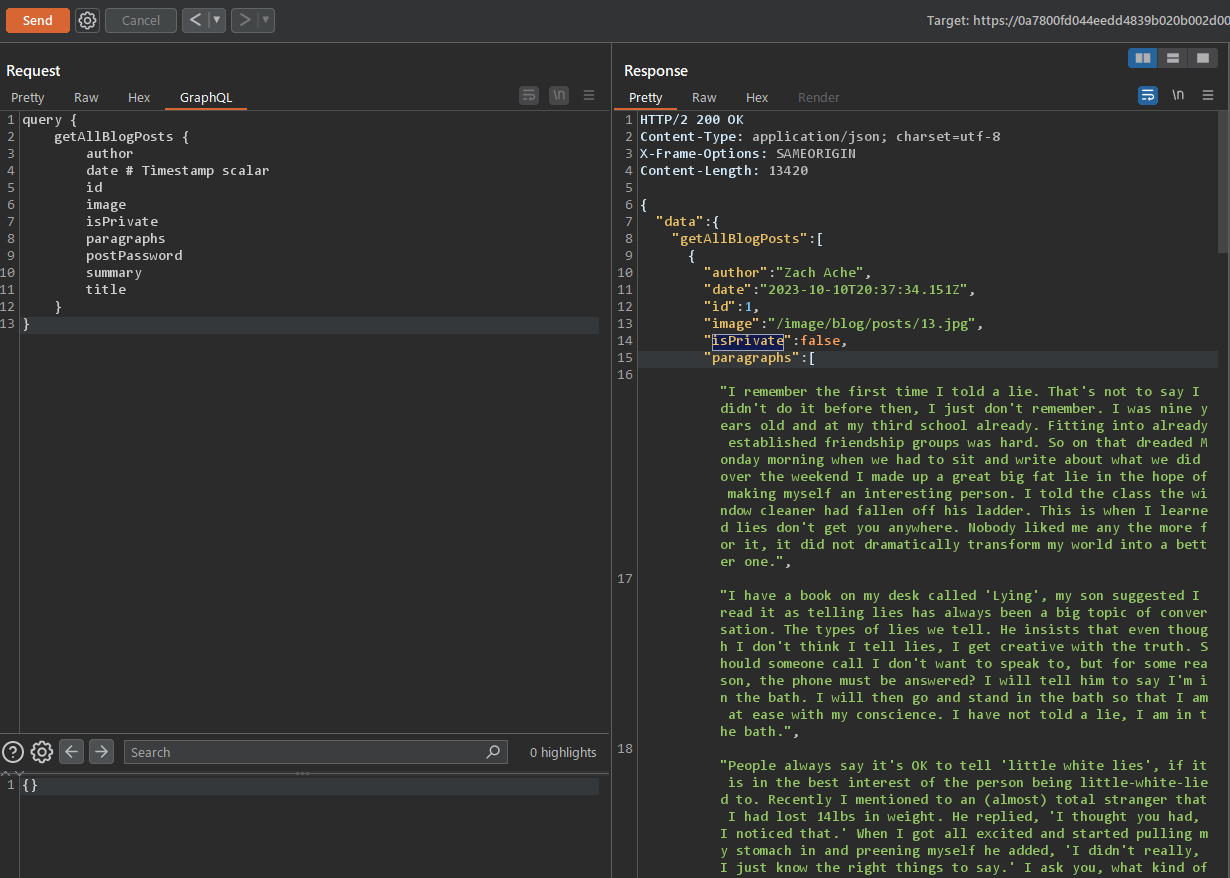 Send
Cancel
Target: https://0a7800fd044eedd4839b020b002d00
Request
Pretty Raw Hex GraphQL
\n
1 query {
2 getAllBlogPosts {
3 author
4 date # Timestamp scalar
5 id
6 image
7 isPrivate
8 paragraphs
9 postPassword
10 summary
11 title
12 }
13 }
Search
0 highlights
1 {}
Response
Pretty Raw Hex Render
\n
1 HTTP/2 200 OK
2 Content-Type: application/json; charset=utf-8
3 X-Frame-Options: SAMEORIGIN
4 Content-Length: 13420
5
6 {
7 "data":{
8 "getAllBlogPosts":[
9 {
10 "author":"Zach Ache",
11 "date":"2023-10-10T20:37:34.151Z",
12 "id":1,
13 "image":"/image/blog/posts/13.jpg",
14 "isPrivate":false,
15 "paragraphs":[
16
"I remember the first time I told a lie. That's not to say I
didn't do it before then, I just don't remember. I was nine y
ears old and at my third school already. Fitting into already
established friendship groups was hard. So on that dreaded M
onday morning when we had to sit and write about what we did
over the weekend I made up a great big fat lie in the hope of
making myself an interesting person. I told the class the wi
ndow cleaner had fallen off his ladder. This is when I learne
d lies don't get you anywhere. Nobody liked me any the more f
or it, it did not dramatically transform my world into a bett
er one.",
17
"I have a book on my desk called 'Lying', my son suggested I
read it as telling lies has always been a big topic of conver
sation. The types of lies we tell. He insists that even thoug
h I don't think I tell lies, I get creative with the truth. S
hould someone call I don't want to speak to, but for some rea
son, the phone must be answered? I will tell him to say I'm i
n the bath. I will then go and stand in the bath so that I am
at ease with my conscience. I have not told a lie, I am in t
he bath.",
18
"People always say it's OK to tell 'little white lies', if it
is in the best interest of the person being little-white-lie
d to. Recently I mentioned to an (almost) total stranger that
I had lost 14lbs in weight. He replied, 'I thought you had,
I noticed that.' When I got all excited and started pulling m
y stomach in and preening myself he added, 'I didn't really,
I just know the right things to say.' I ask you, what kind of